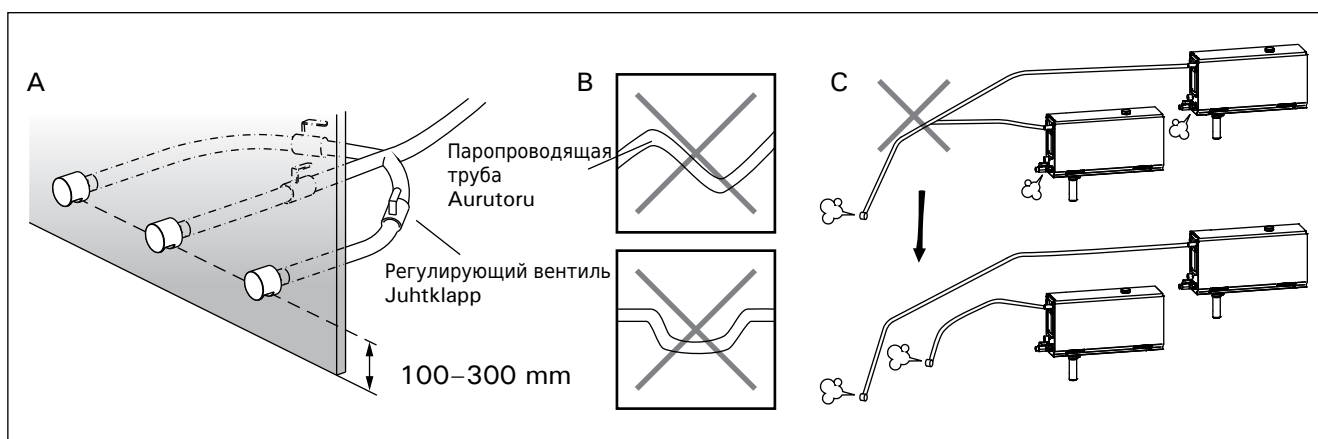 A
B
C
Паропроводящая
труба
Aurutoru
Регулирующий вентиль
Juhtklapp
100–300 mm